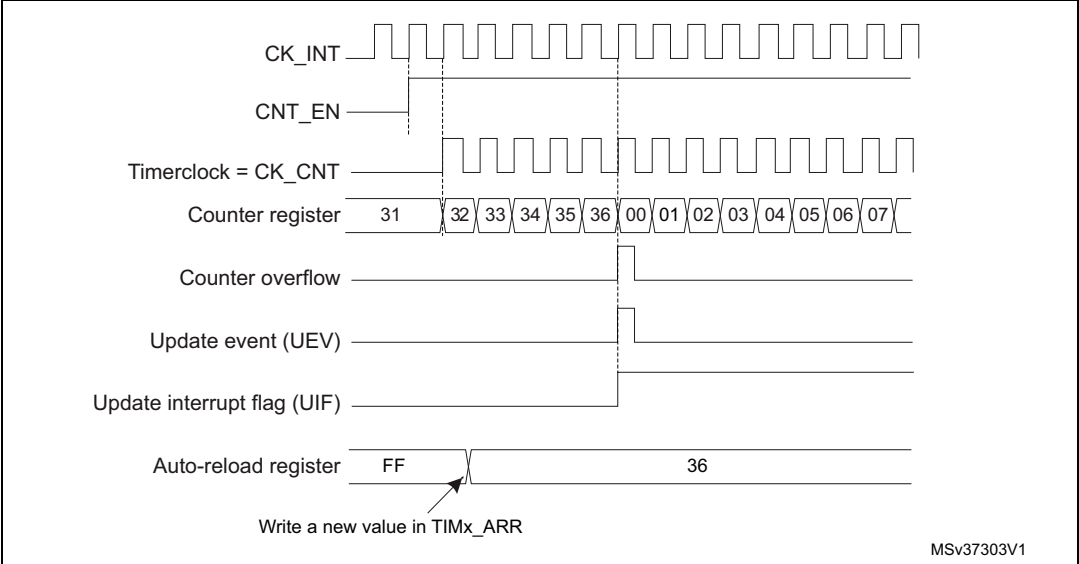 CK_INT
CNT_EN
Timerclock = CK_CNT
Counter register 31 32 33 34 35 36 00 01 02 03 04 05 06 07
Counter overflow
Update event (UEV)
Update interrupt flag (UIF)
Auto-reload register FF 36
Write a new value in TIMx_ARR
MSv37303V1